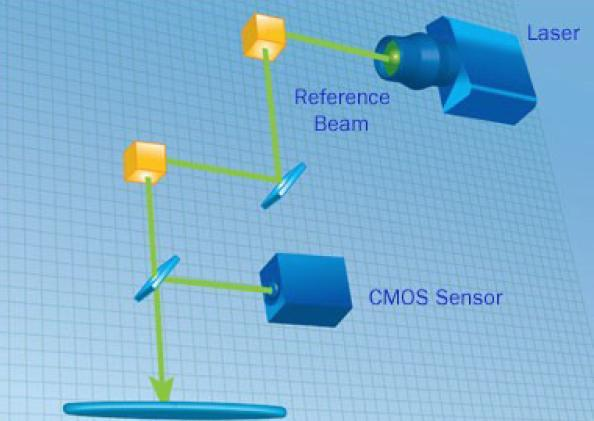 Laser
Reference
Beam
CMOS Sensor